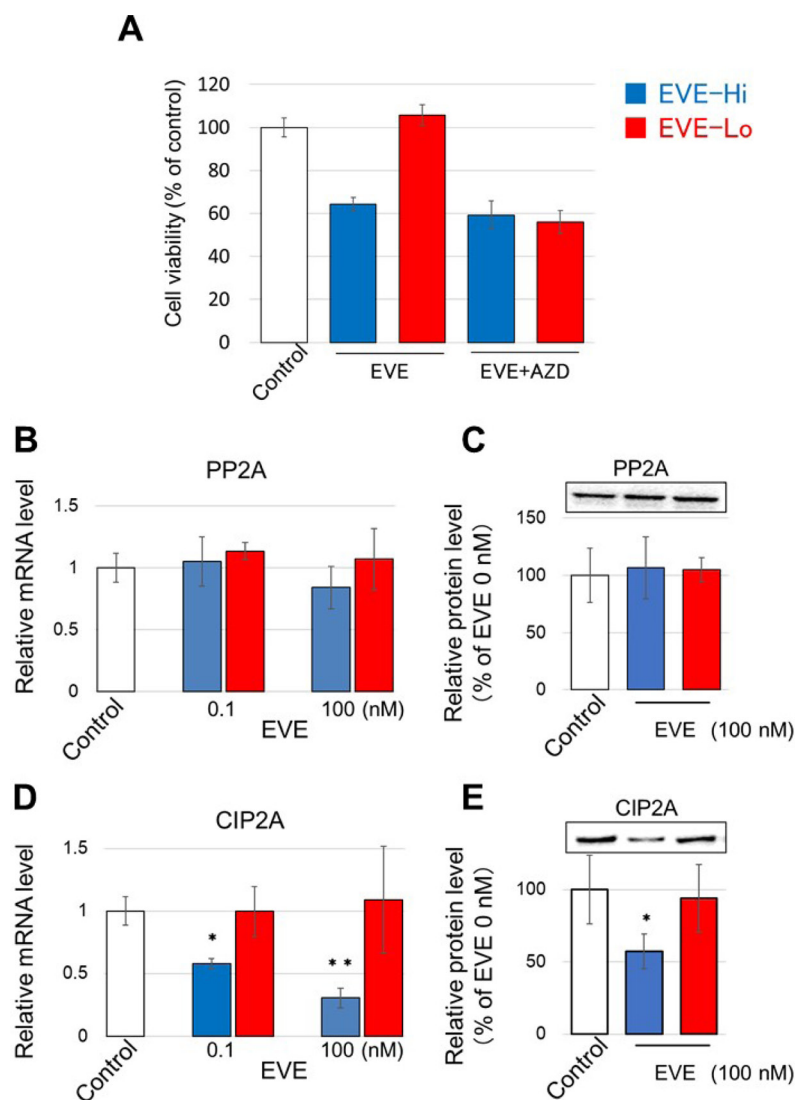 A
120
100
80
60
40
20
0
Cell viability (% of control)
Control
EVE
EVE+AZD
EVE-Hi
EVE-Lo
B
PP2A
1.5
1
0.5
0
Relative mRNA level
Control
0.1
100 (nM)
EVE
C
PP2A
150
100
50
0
Relative protein level
(% of EVE 0 nM)
Control
EVE (100 nM)
D
CIP2A
1.5
1
0.5
0
Relative mRNA level
*
**
Control
0.1
100 (nM)
EVE
E
CIP2A
100
50
0
Relative protein level
(% of EVE 0 nM)
*
Control
EVE (100 nM)